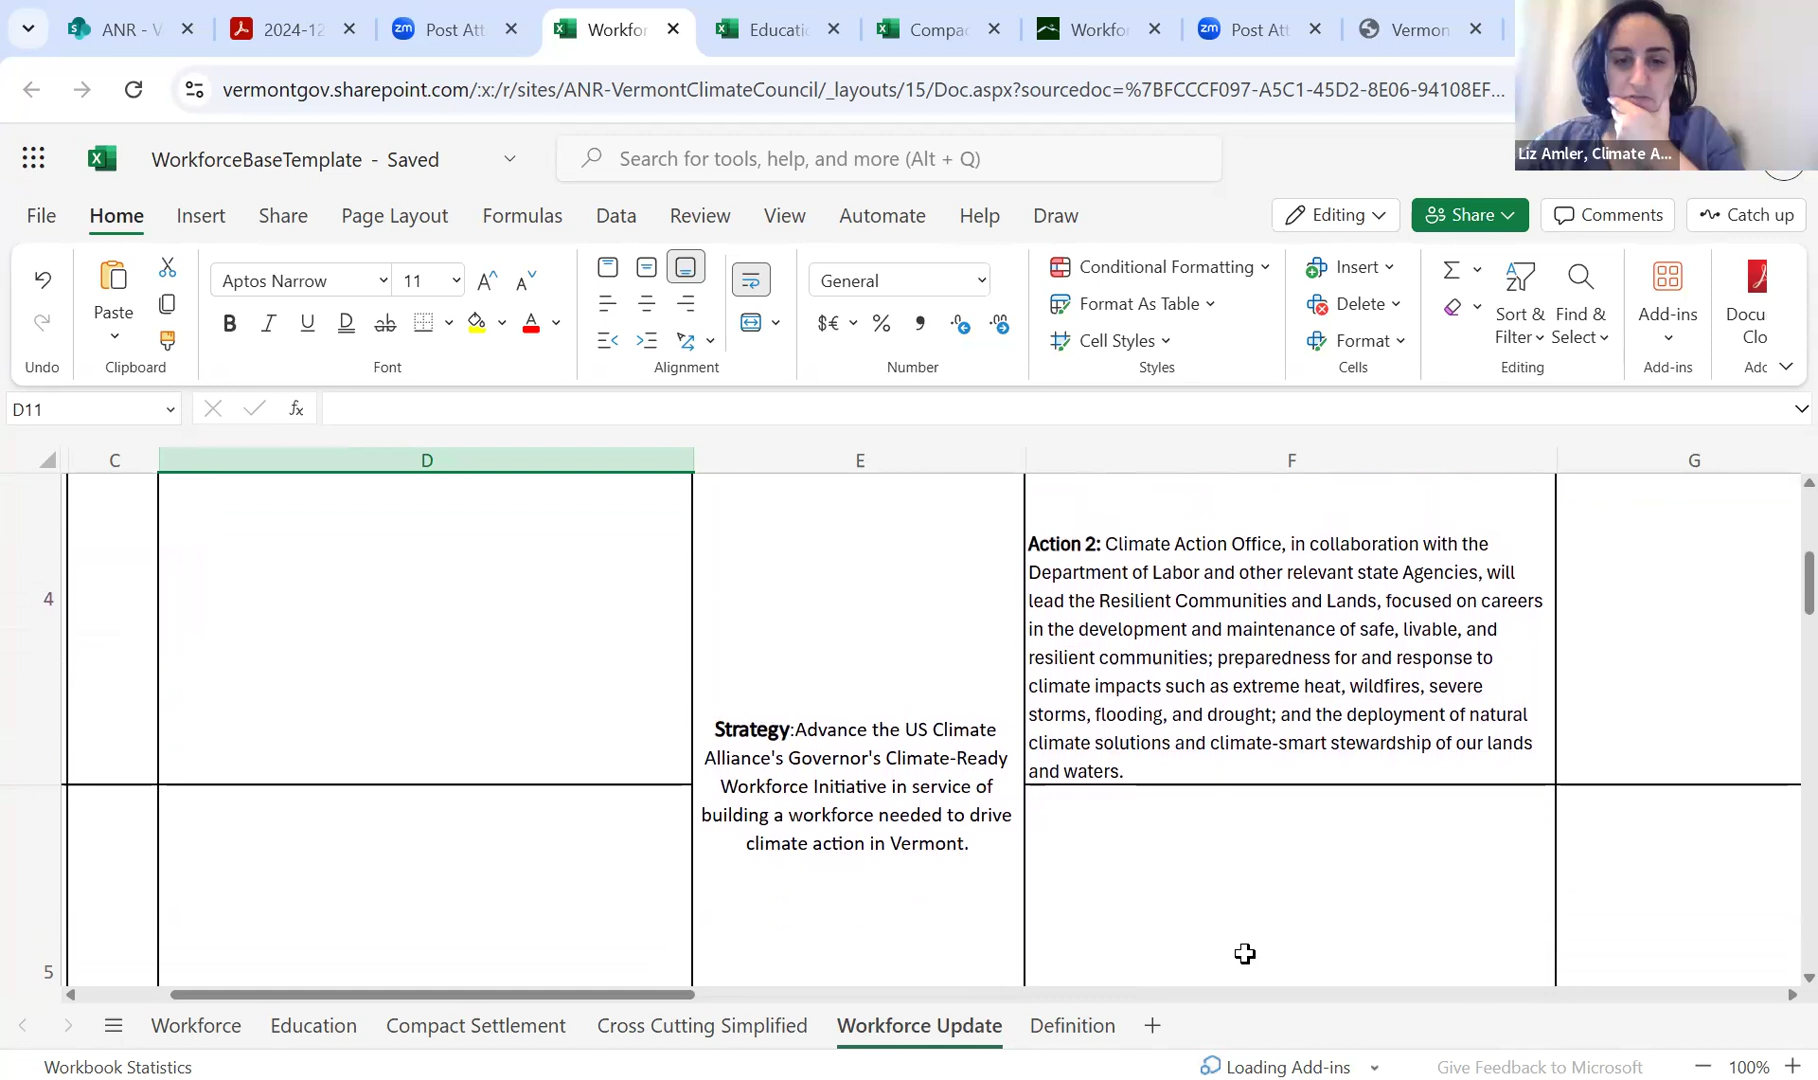 ANR - V
2024-12
Post Att
Workfor
Educatio
Compac
Workfor
Post Att
Vermon
vermontgov.sharepoint.com/:x:/r/sites/ANR-VermontClimateCouncil/_layouts/15/Doc.aspx?sourcedoc=%7BFCCCF097-A5C1-45D2-8E06-94108EF...
Liz Amler, Climate A...
WorkforceBaseTemplate - Saved
Search for tools, help, and more (Alt + Q)
File Home Insert Share Page Layout Formulas Data Review View Automate Help Draw
Editing Share Comments Catch up
Undo
Paste
Clipboard
Aptos Narrow 11
Font
Alignment
General
Number
Conditional Formatting
Format As Table
Cell Styles
Styles
Insert
Delete
Format
Cells
Sort & Filter
Find & Select
Editing
Add-ins
Add-ins
Docu
Clo
Adc
D11
fx
C D E F G
4
Action 2: Climate Action Office, in collaboration with the
Department of Labor and other relevant state Agencies, will
lead the Resilient Communities and Lands, focused on careers
in the development and maintenance of safe, livable, and
resilient communities; preparedness for and response to
climate impacts such as extreme heat, wildfires, severe
storms, flooding, and drought; and the deployment of natural
climate solutions and climate-smart stewardship of our lands
and waters.
Strategy:Advance the US Climate
Alliance's Governor's Climate-Ready
Workforce Initiative in service of
building a workforce needed to drive
climate action in Vermont.
5
Workforce Education Compact Settlement Cross Cutting Simplified Workforce Update Definition
Workbook Statistics
Loading Add-ins
Give Feedback to Microsoft
100%